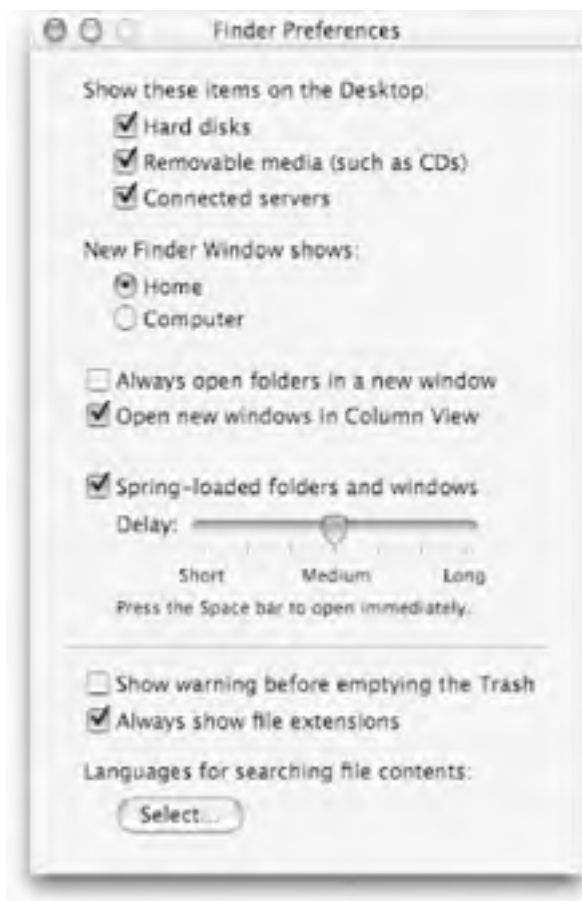 Finder Preferences
Show these items on the Desktop:
Hard disks
Removable media (such as CDs)
Connected servers
New Finder Window shows:
Home
Computer
Always open folders in a new window
Open new windows in Column View
Spring-loaded folders and windows
Delay:
Short Medium Long
Press the Space bar to open immediately.
Show warning before emptying the Trash
Always show file extensions
Languages for searching file contents:
Select...